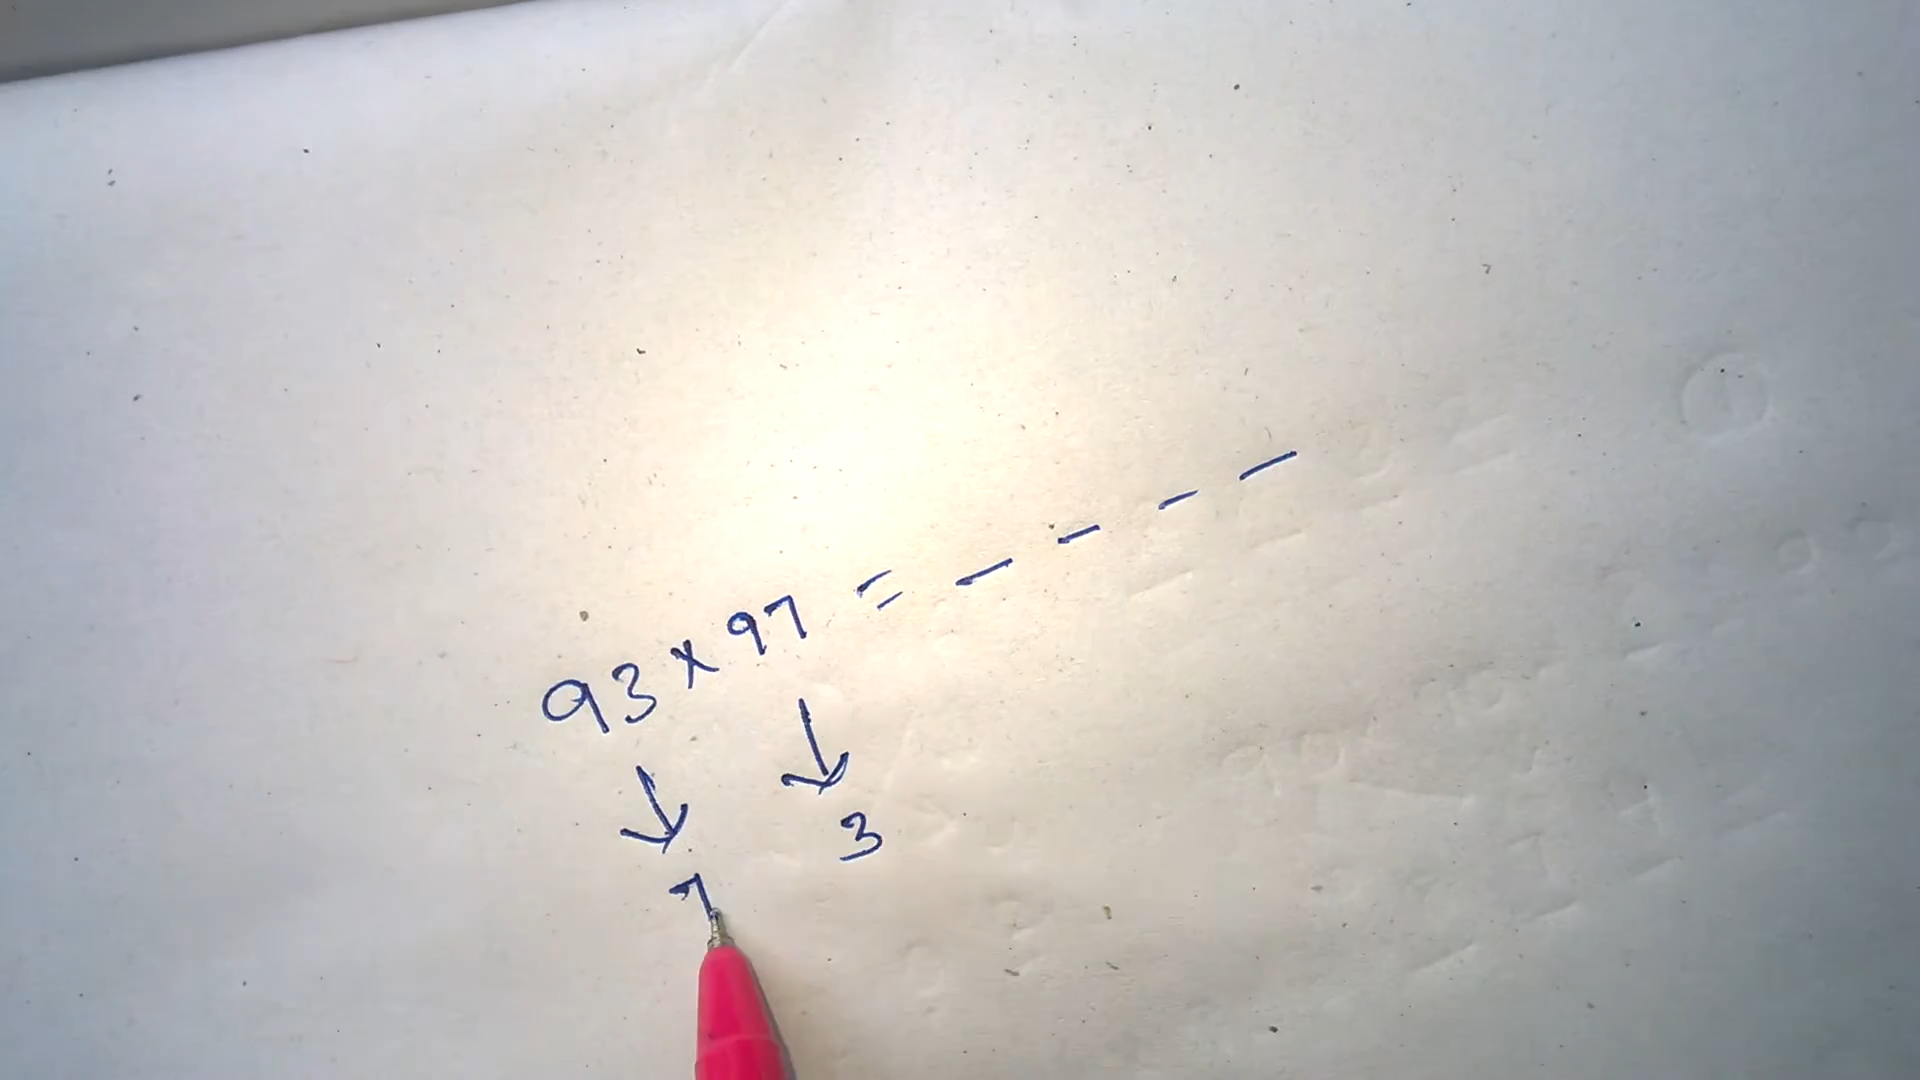 93 × 97 = _ _ _ _
↓ ↓
7 3